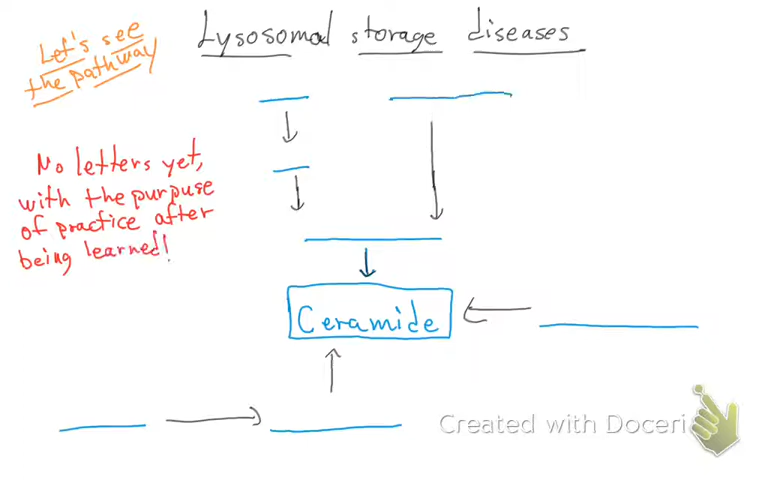 Lysosomal storage diseases
Let's see
the pathway
No letters yet,
with the purpuse
of practice after
being learned!
Ceramide
Created with Doceri